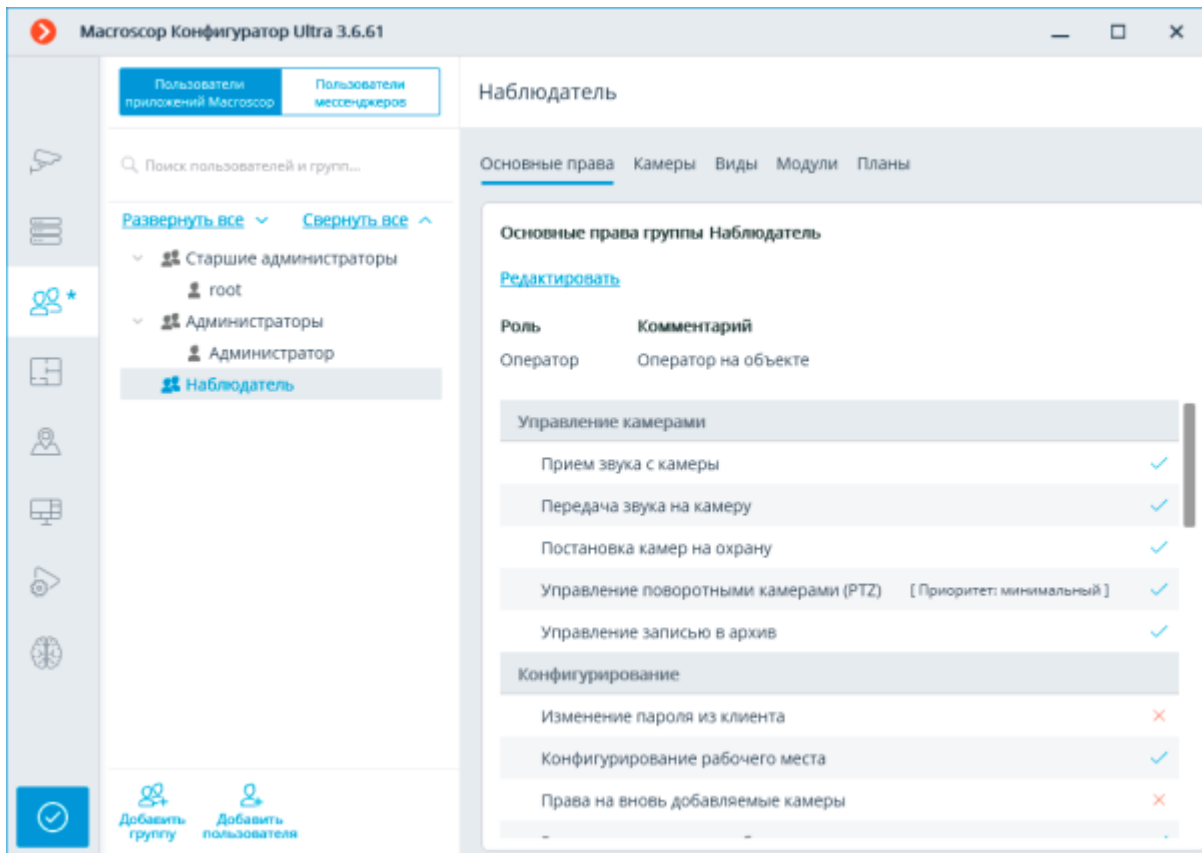 Macroscop Конфигуратор Ultra 3.6.61
Пользователи
приложений Macroscop
Пользователи
мессенджеров
Поиск пользователей и групп...
Развернуть все
Свернуть все
Старшие администраторы
root
Администраторы
Администратор
Наблюдатель
Добавить
группу
Добавить
пользователя
Наблюдатель
Основные права Камеры Виды Модули Планы
Основные права группы Наблюдатель
Редактировать
Роль Комментарий
Оператор Оператор на объекте
Управление камерами
Прием звука с камеры
Передача звука на камеру
Постановка камер на охрану
Управление поворотными камерами (PTZ) [ Приоритет: минимальный ]
Управление записью в архив
Конфигурирование
Изменение пароля из клиента
Конфигурирование рабочего места
Права на вновь добавляемые камеры